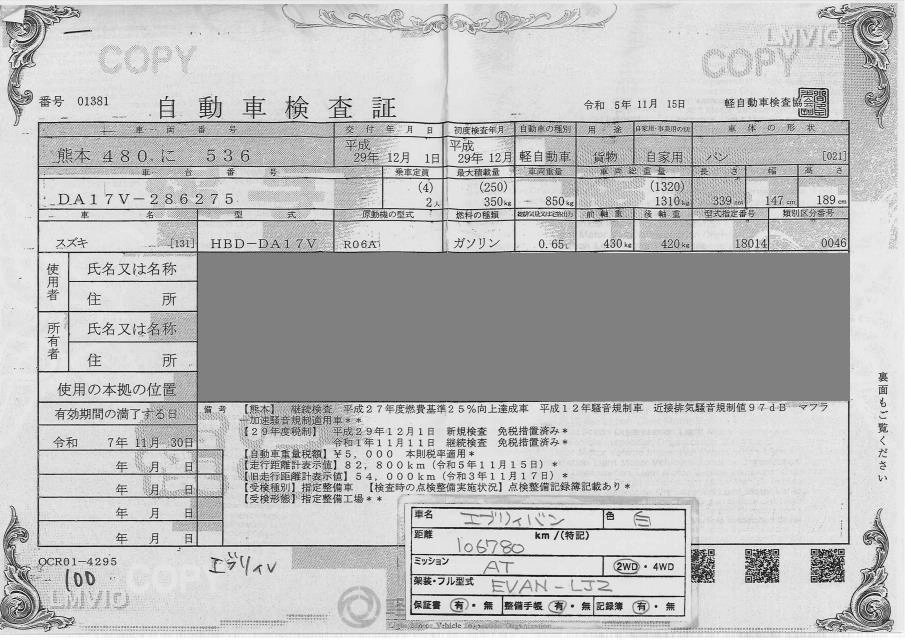 COPY
COPY
LMVIO
番号 01381
自動車検査証
令和 5年 11月 15日
軽自動車検査協会
車両番号
交付年月日
初度検査年月
自動車の種別
用途
自家用・事業用の別
車体の形状
熊本 480 に 536
平成 29年 12月 1日
平成 29年 12月
軽自動車
貨物
自家用
バン [021]
車台番号
乗車定員
最大積載量
車両重量
車両総重量
長さ
幅
高さ
DA17V-286275
(4) 2人
(250) 350kg
850kg
(1320) 1310kg
339cm
147cm
189cm
車名
型式
原動機の型式
燃料の種類
前軸重
後軸重
型式指定番号
類別区分番号
スズキ [131]
HBD-DA17V
R06A
ガソリン
0.65L
430kg
420kg
18014
0046
使用者
氏名又は名称
住所
所有者
氏名又は名称
住所
使用の本拠の位置
有効期間の満了する日
令和 7年 11月 30日
年 月 日
年 月 日
年 月 日
年 月 日
備考
【熊本】 継続検査 平成27年度燃費基準25%向上達成車 平成12年騒音規制車 近接排気騒音規制値97dB マフラ
ー加速騒音規制適用車**
【29年度税制】 平成29年12月1日 新規検査 免税措置済み*
令和1年11月11日 継続検査 免税措置済み*
【自動車重量税額】¥5,000 本則税率適用*
【走行距離計表示値】82,800km(令和5年11月15日)*
【旧走行距離計表示値】54,000km(令和3年11月17日)*
【受検種別】指定整備車 【検査時の点検整備実施状況】点検整備記録簿記載あり*
【受検形態】指定整備工場**
裏面もご覧ください
車名 エブリィバン
色 白
距離 106780 km/(特記)
ミッション AT
2WD・4WD
架装・フル型式 EVAN-LJ2
保証書 有・無 整備手帳 有・無 記録簿 有・無
OCR01-4295
100
エブリィV
COPY
LMVIO